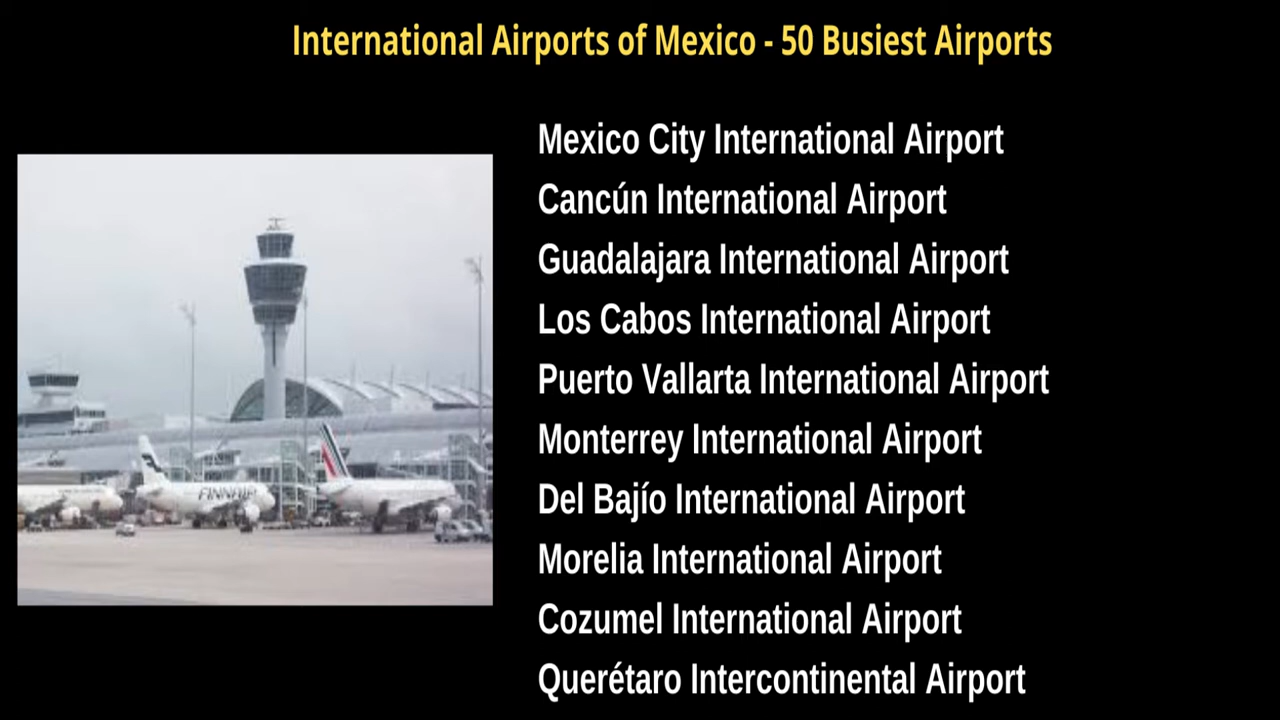 International Airports of Mexico - 50 Busiest Airports
Mexico City International Airport
Cancún International Airport
Guadalajara International Airport
Los Cabos International Airport
Puerto Vallarta International Airport
Monterrey International Airport
Del Bajío International Airport
Morelia International Airport
Cozumel International Airport
Querétaro Intercontinental Airport
FINNAIR